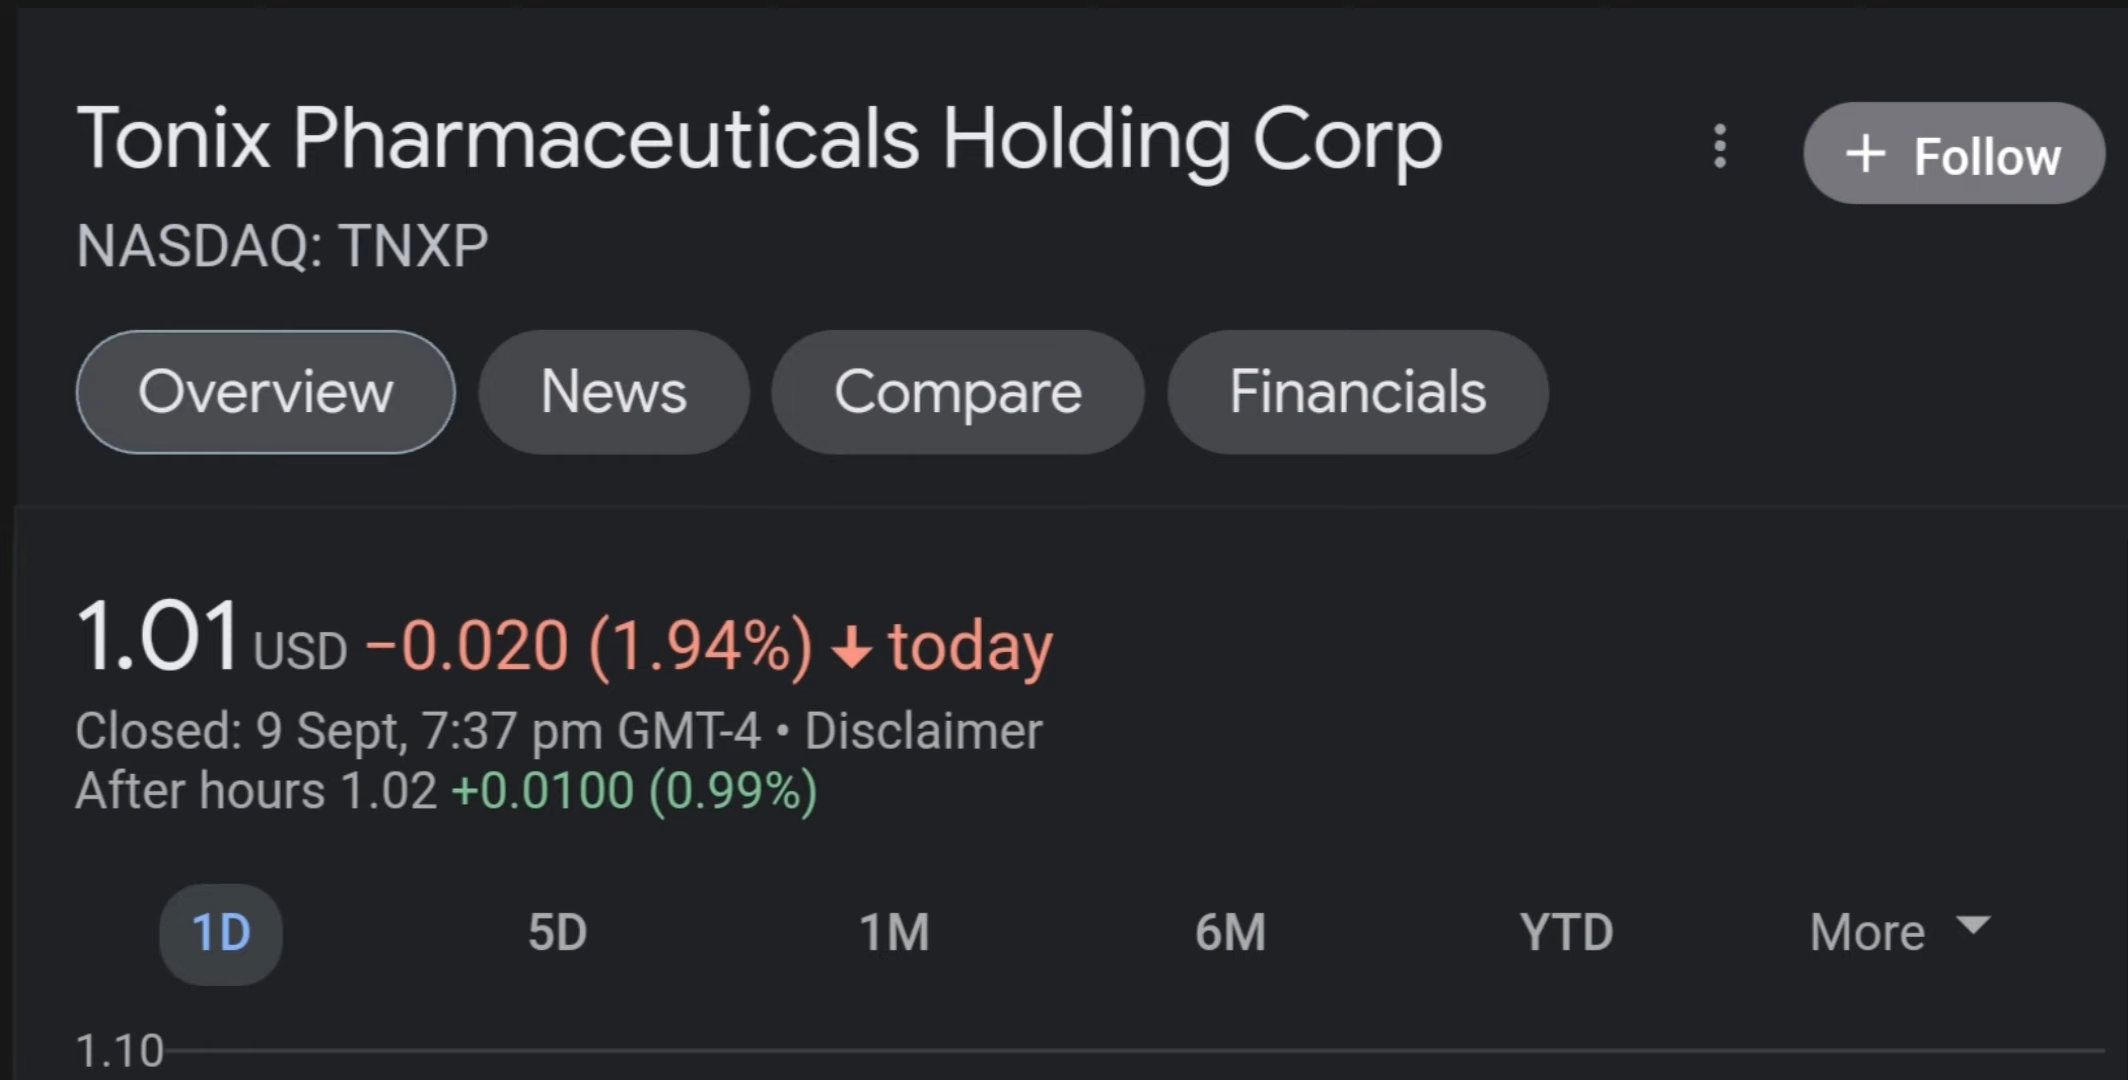 Tonix Pharmaceuticals Holding Corp
+ Follow
NASDAQ: TNXP
Overview News Compare Financials
1.01 USD −0.020 (1.94%) ↓ today
Closed: 9 Sept, 7:37 pm GMT-4 • Disclaimer
After hours 1.02 +0.0100 (0.99%)
1D 5D 1M 6M YTD More
1.10